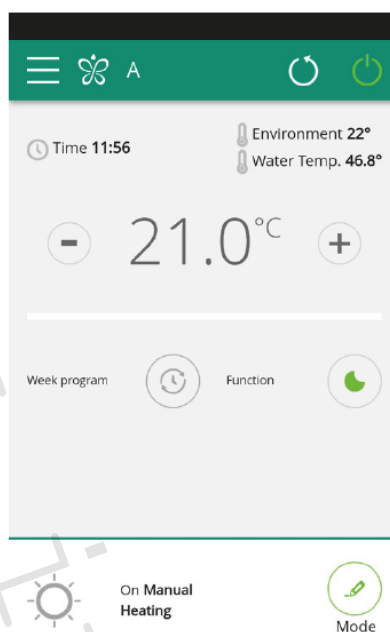 A
Time 11:56
Environment 22°
Water Temp. 46.8°
21.0°C
Week program
Function
On Manual
Heating
Mode